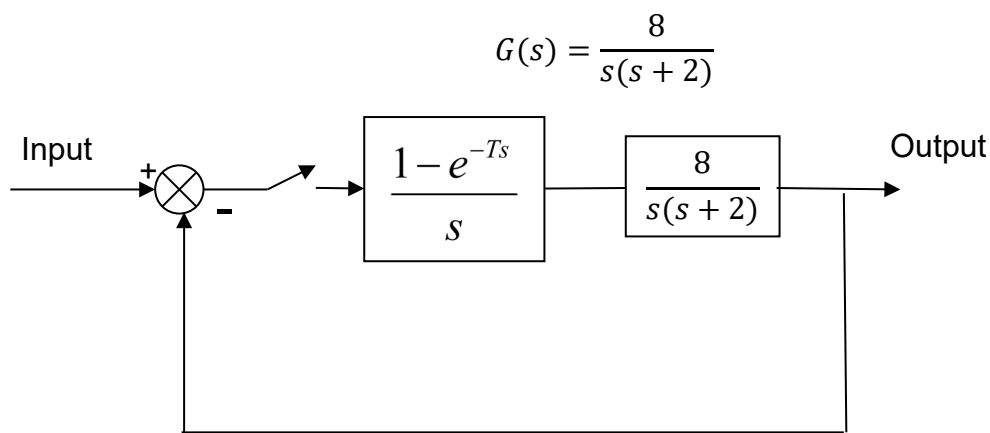 G(s) = 8 / s(s + 2)
Input
+
-
1 - e^{-Ts} / s
8 / s(s + 2)
Output